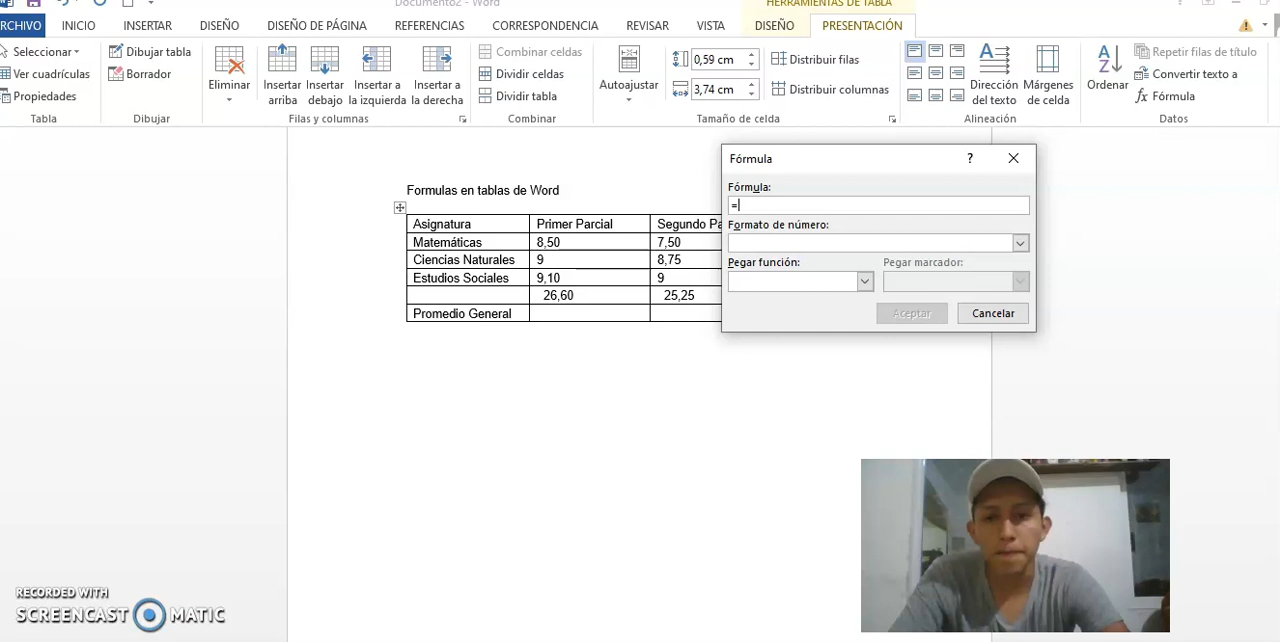 Documento2 - Word
HERRAMIENTAS DE TABLA
ARCHIVO INICIO INSERTAR DISEÑO DISEÑO DE PÁGINA REFERENCIAS CORRESPONDENCIA REVISAR VISTA DISEÑO PRESENTACIÓN
Seleccionar
Ver cuadrículas
Propiedades
Tabla
Dibujar tabla
Borrador
Dibujar
Eliminar
Insertar arriba
Insertar debajo
Insertar a la izquierda
Insertar a la derecha
Filas y columnas
Combinar celdas
Dividir celdas
Dividir tabla
Combinar
Autoajustar
0,59 cm
3,74 cm
Distribuir filas
Distribuir columnas
Tamaño de celda
Dirección del texto
Márgenes de celda
Alineación
Ordenar
Repetir filas de título
Convertir texto a
fx Fórmula
Datos
Formulas en tablas de Word
Asignatura Primer Parcial Segundo Pa
Matemáticas 8,50 7,50
Ciencias Naturales 9 8,75
Estudios Sociales 9,10 9
26,60 25,25
Promedio General
Fórmula ?
Fórmula:
=
Formato de número:
Pegar función: Pegar marcador:
Aceptar Cancelar
RECORDED WITH
SCREENCAST MATIC